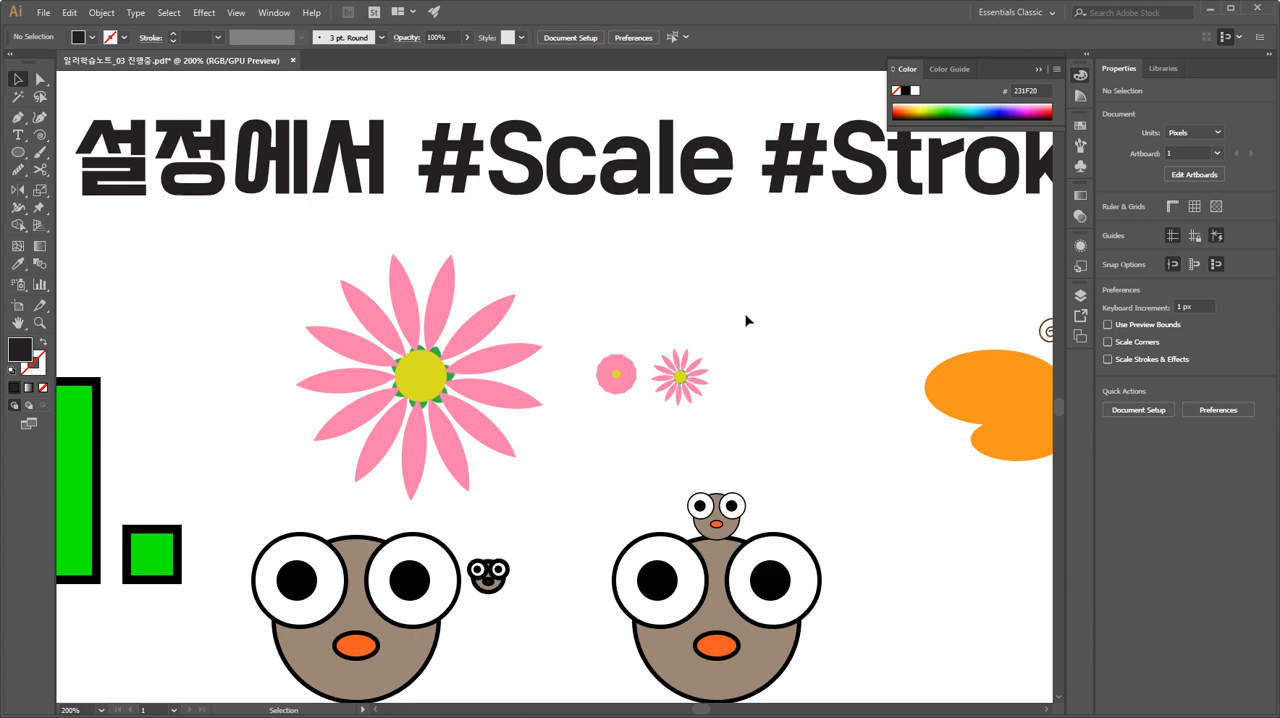 Ai File Edit Object Type Select Effect View Window Help Br St Essentials Classic Search Adobe Stock
No Selection Stroke: 3 pt. Round Opacity: 100% Style: Document Setup Preferences
일러학습노트_03 진행중.pdf* @ 200% (RGB/GPU Preview)
Color Color Guide
# 231F20
Properties Libraries
No Selection
Document
Units: Pixels
Artboard: 1
Edit Artboards
Ruler & Grids
Guides
Snap Options
Preferences
Keyboard Increment: 1 px
Use Preview Bounds
Scale Corners
Scale Strokes & Effects
Quick Actions
Document Setup Preferences
설정에서 #Scale #Strok
200% 1 Selection